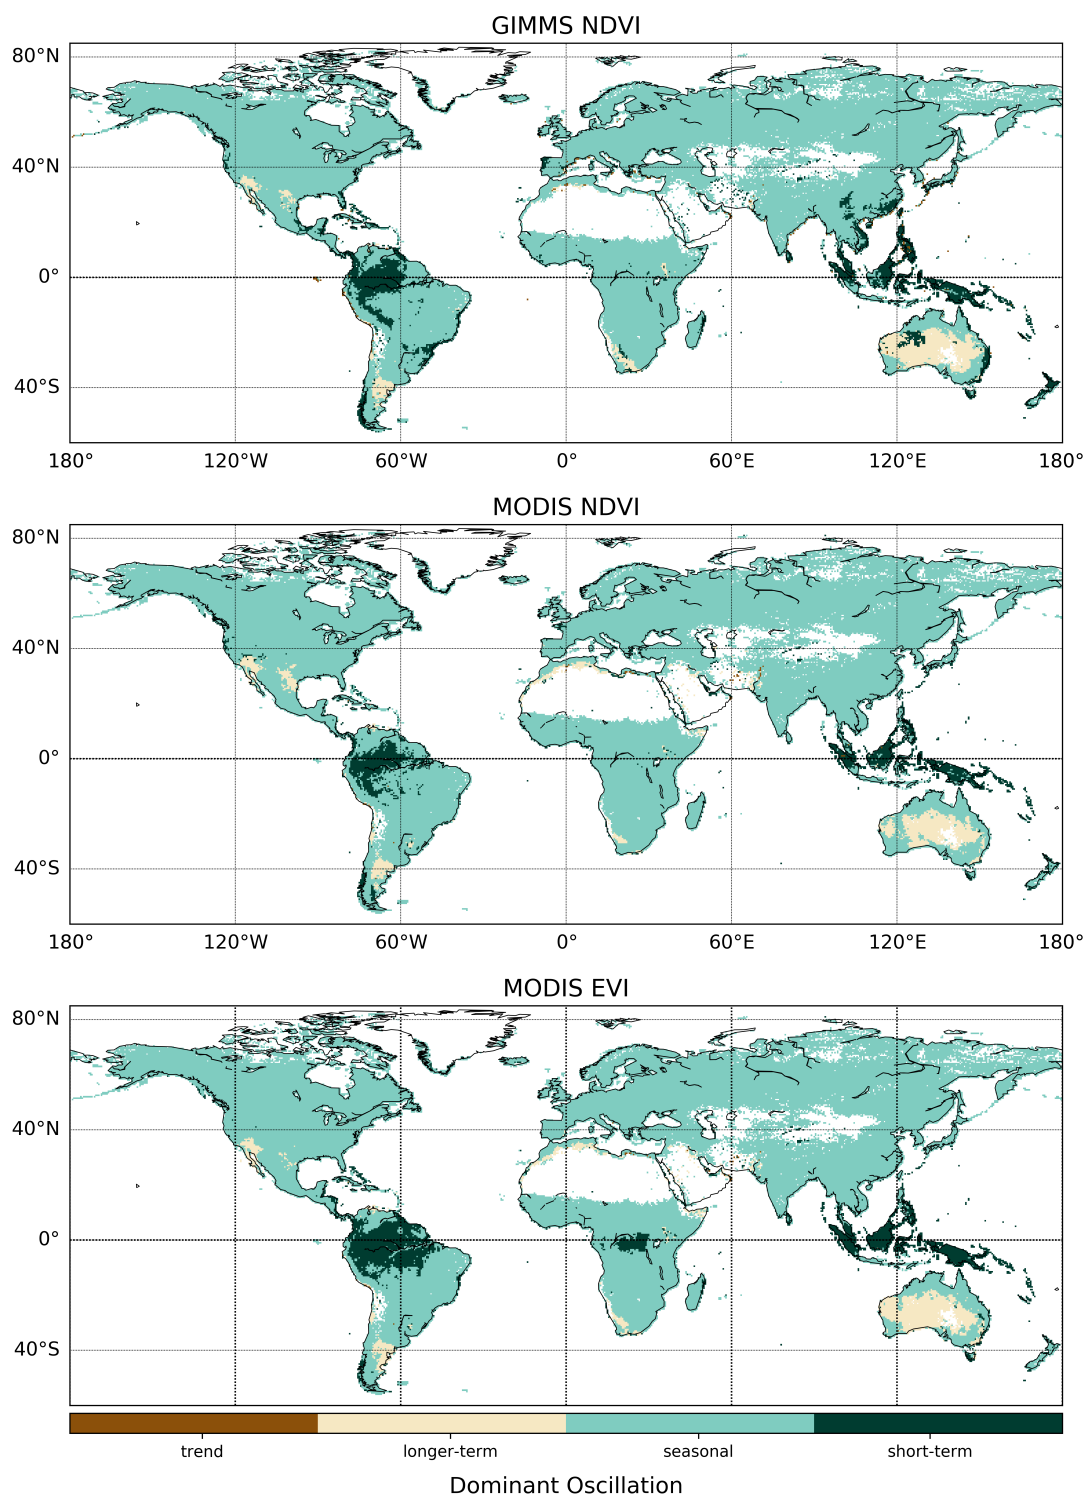 GIMMS NDVI
80°N
40°N
0°
40°S
180° 120°W 60°W 0° 60°E 120°E 180°
MODIS NDVI
80°N
40°N
0°
40°S
180° 120°W 60°W 0° 60°E 120°E 180°
MODIS EVI
80°N
40°N
0°
40°S
trend longer-term seasonal short-term
Dominant Oscillation